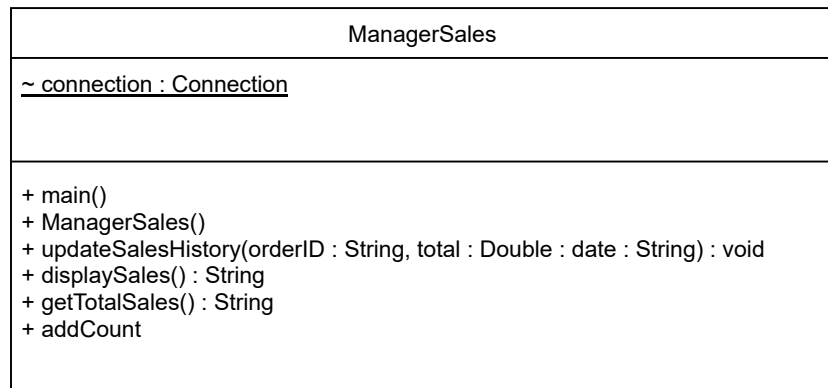 ManagerSales
~ connection : Connection
+ main()
+ ManagerSales()
+ updateSalesHistory(orderID : String, total : Double : date : String) : void
+ displaySales() : String
+ getTotalSales() : String
+ addCount